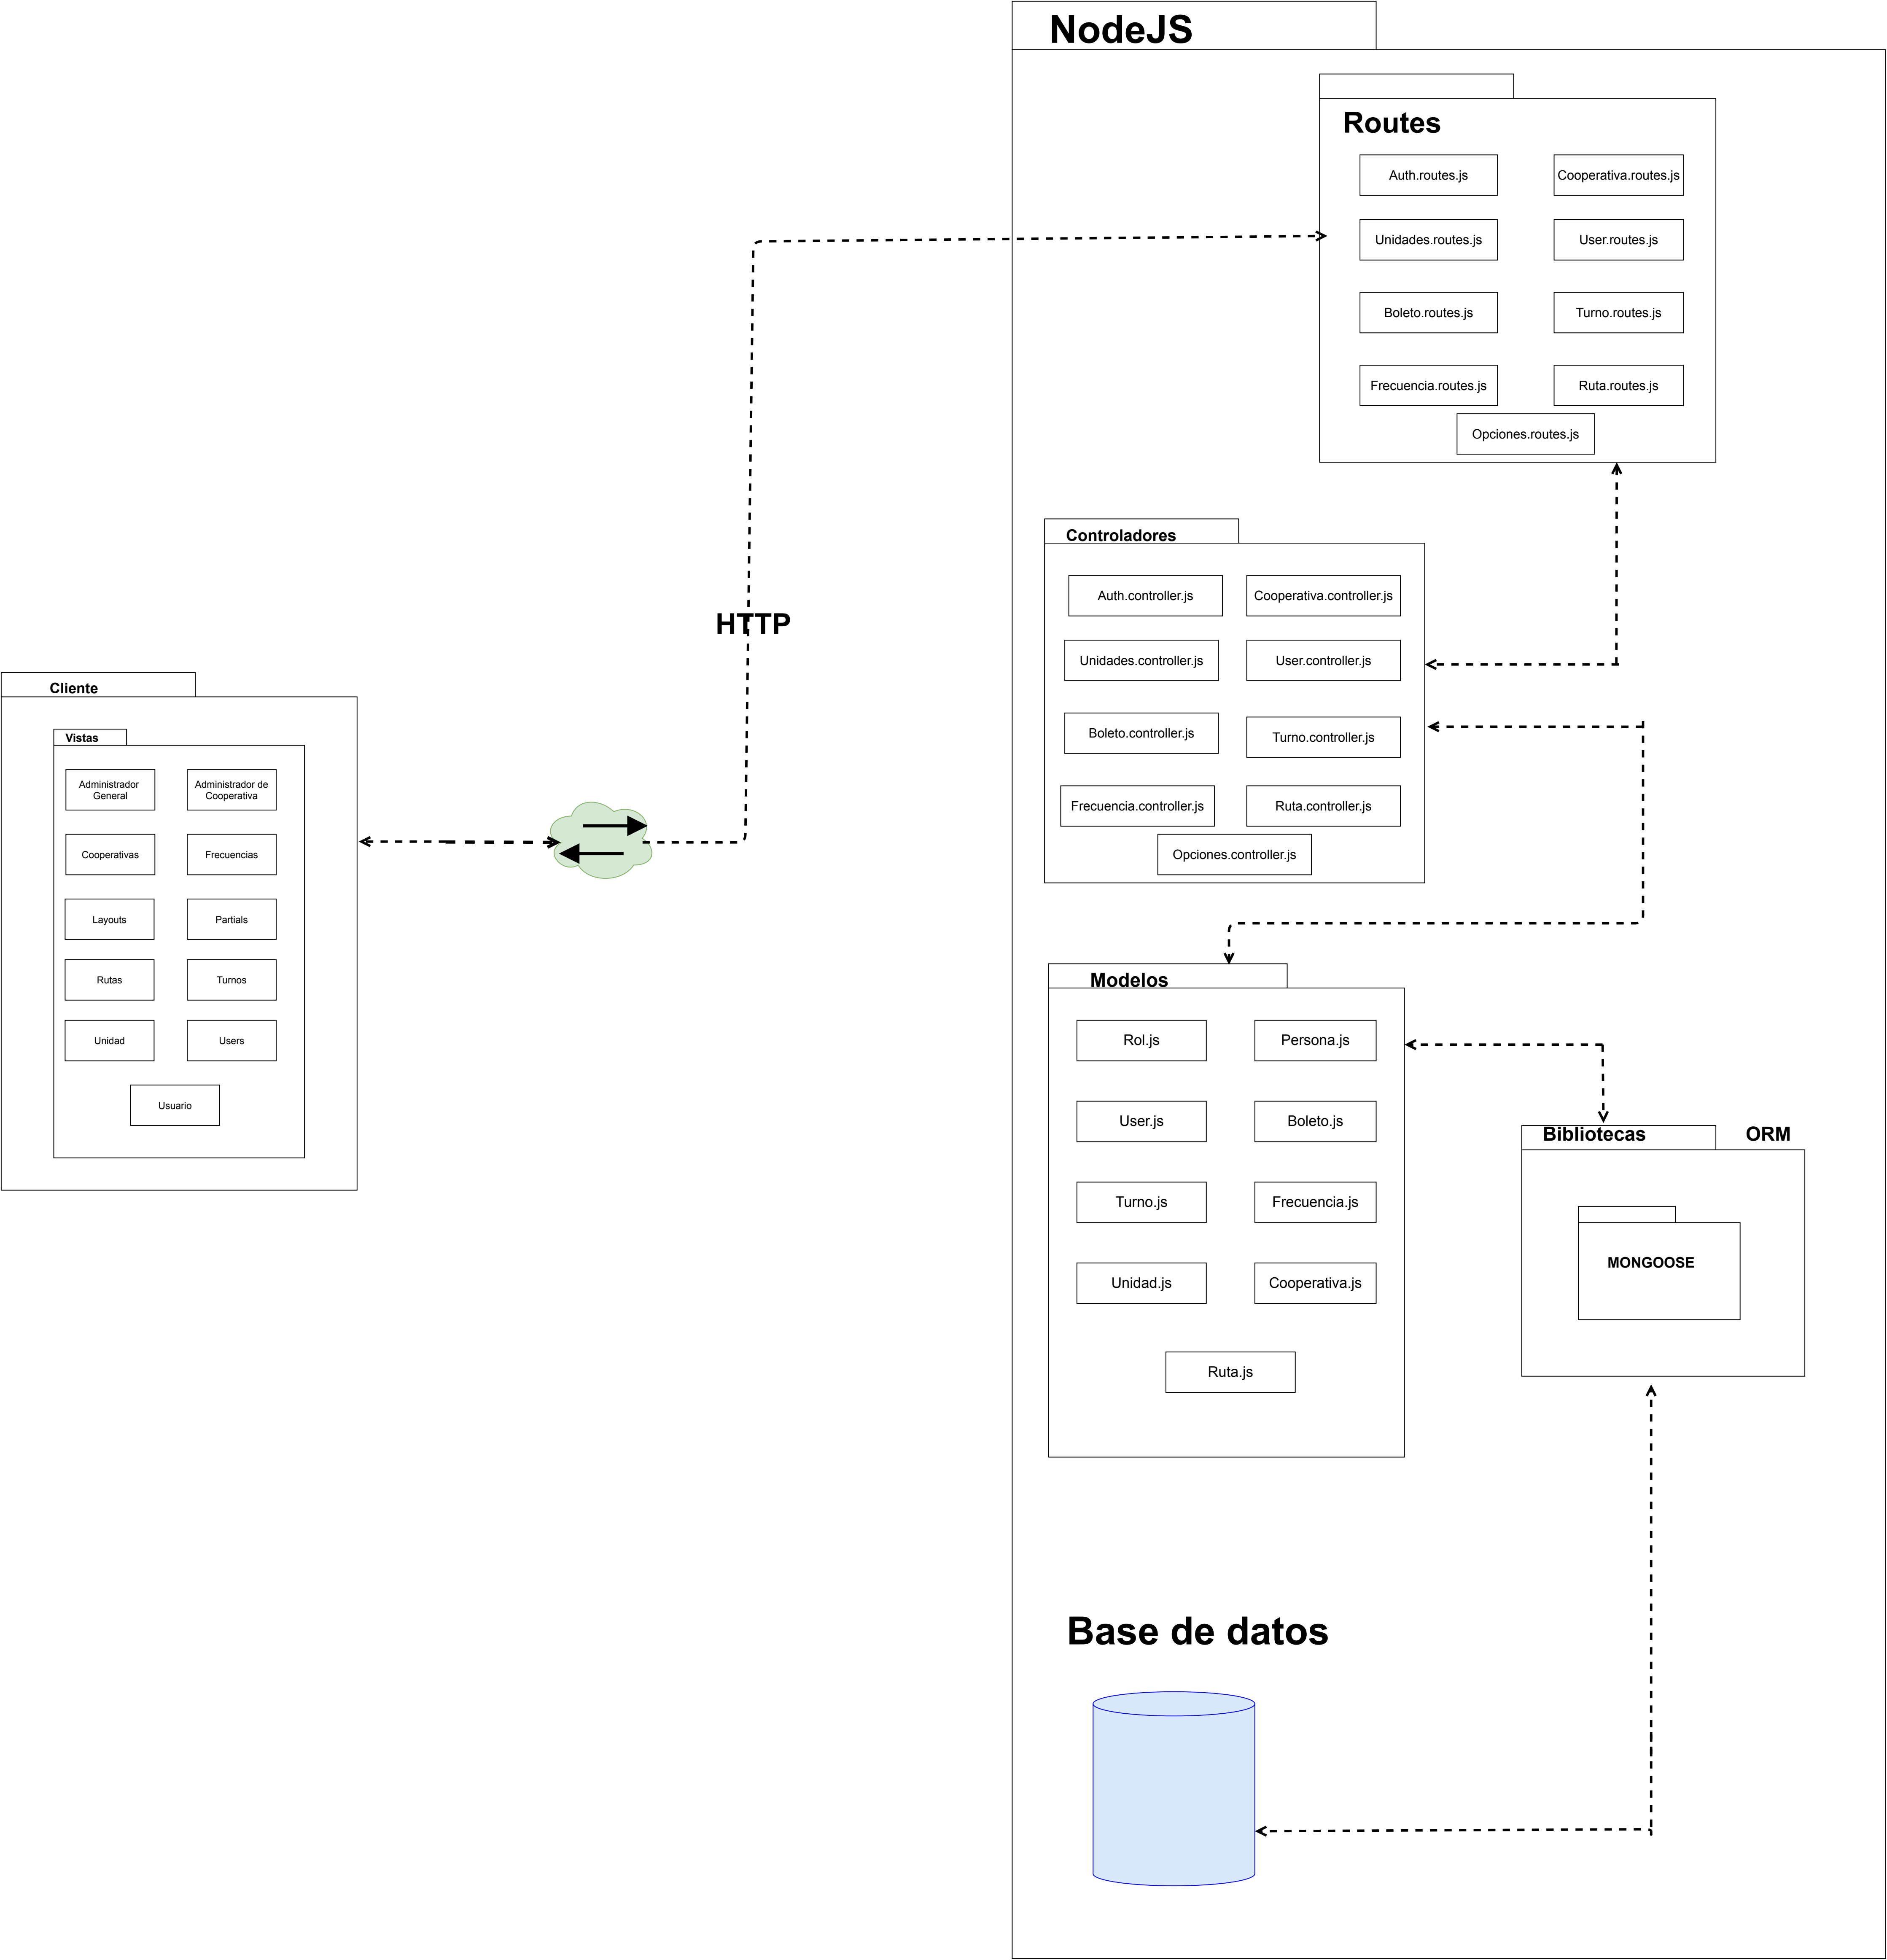 NodeJS
Routes
Auth.routes.js
Cooperativa.routes.js
Unidades.routes.js
User.routes.js
Boleto.routes.js
Turno.routes.js
Frecuencia.routes.js
Ruta.routes.js
Opciones.routes.js
Controladores
Auth.controller.js
Cooperativa.controller.js
Unidades.controller.js
User.controller.js
Boleto.controller.js
Turno.controller.js
Frecuencia.controller.js
Ruta.controller.js
Opciones.controller.js
HTTP
Cliente
Vistas
Administrador
General
Administrador de
Cooperativa
Cooperativas
Frecuencias
Layouts
Partials
Rutas
Turnos
Unidad
Users
Usuario
Modelos
Rol.js
Persona.js
User.js
Boleto.js
Turno.js
Frecuencia.js
Unidad.js
Cooperativa.js
Ruta.js
Bibliotecas
ORM
MONGOOSE
Base de datos